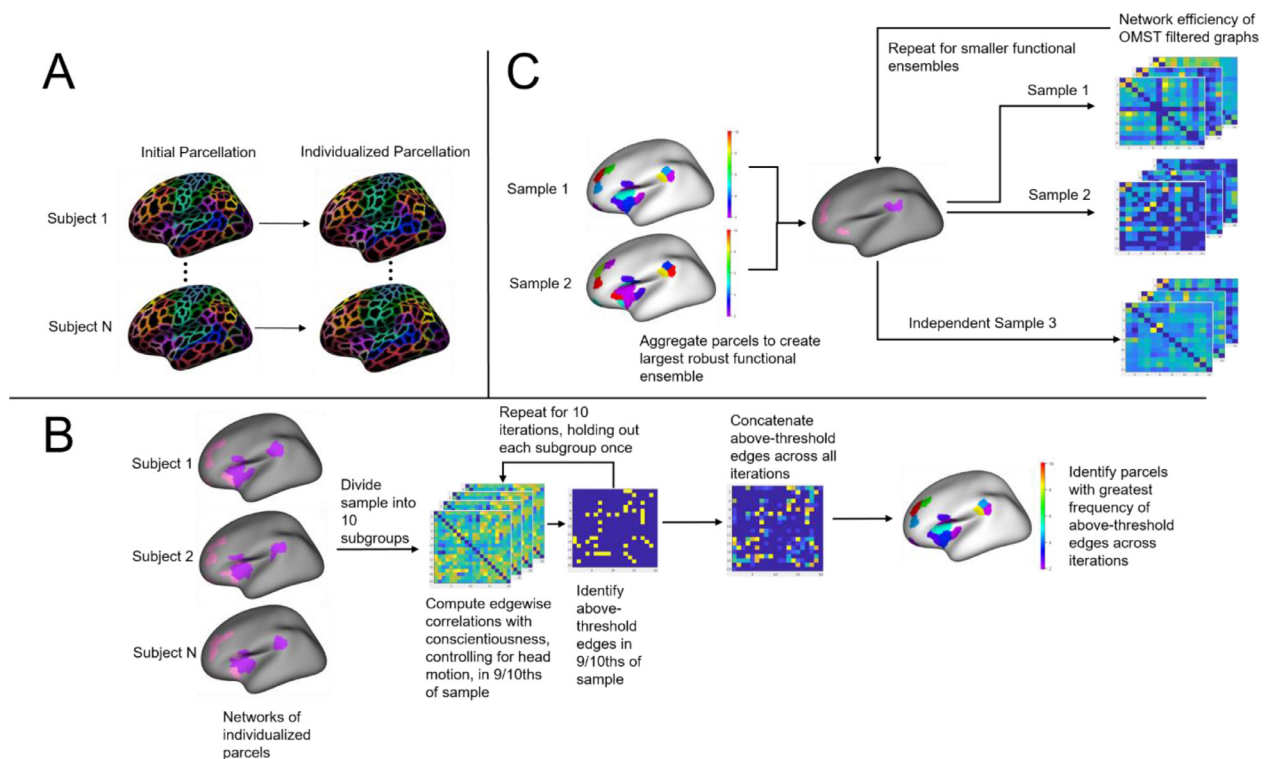 A
Initial Parcellation
Individualized Parcellation
Subject 1
Subject N
C
Network efficiency of
OMST filtered graphs
Repeat for smaller functional
ensembles
Sample 1
Sample 1
Sample 2
Sample 2
Independent Sample 3
Aggregate parcels to create
largest robust functional
ensemble
B
Subject 1
Subject 2
Subject N
Networks of
individualized
parcels
Divide
sample into
10
subgroups
Repeat for 10
iterations, holding out
each subgroup once
Compute edgewise
correlations with
conscientiousness,
controlling for head
motion, in 9/10ths
of sample
Identify
above-
threshold
edges in
9/10ths of
sample
Concatenate
above-threshold
edges across all
iterations
Identify parcels
with greatest
frequency of
above-threshold
edges across
iterations